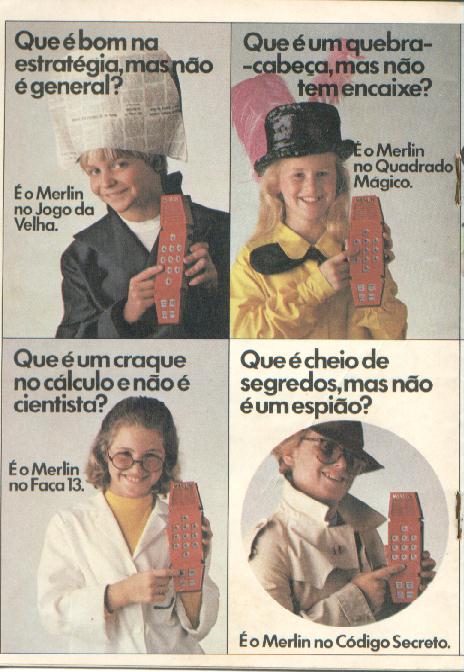 Que é bom na
estratégia, mas não
é general?
É o Merlin
no Jogo da
Velha.
Que é um quebra-
-cabeça, mas não
tem encaixe?
É o Merlin
no Quadrado
Mágico.
Que é um craque
no cálculo e não é
cientista?
É o Merlin
no Faça 13.
Que é cheio de
segredos, mas não
é um espião?
É o Merlin no Código Secreto.